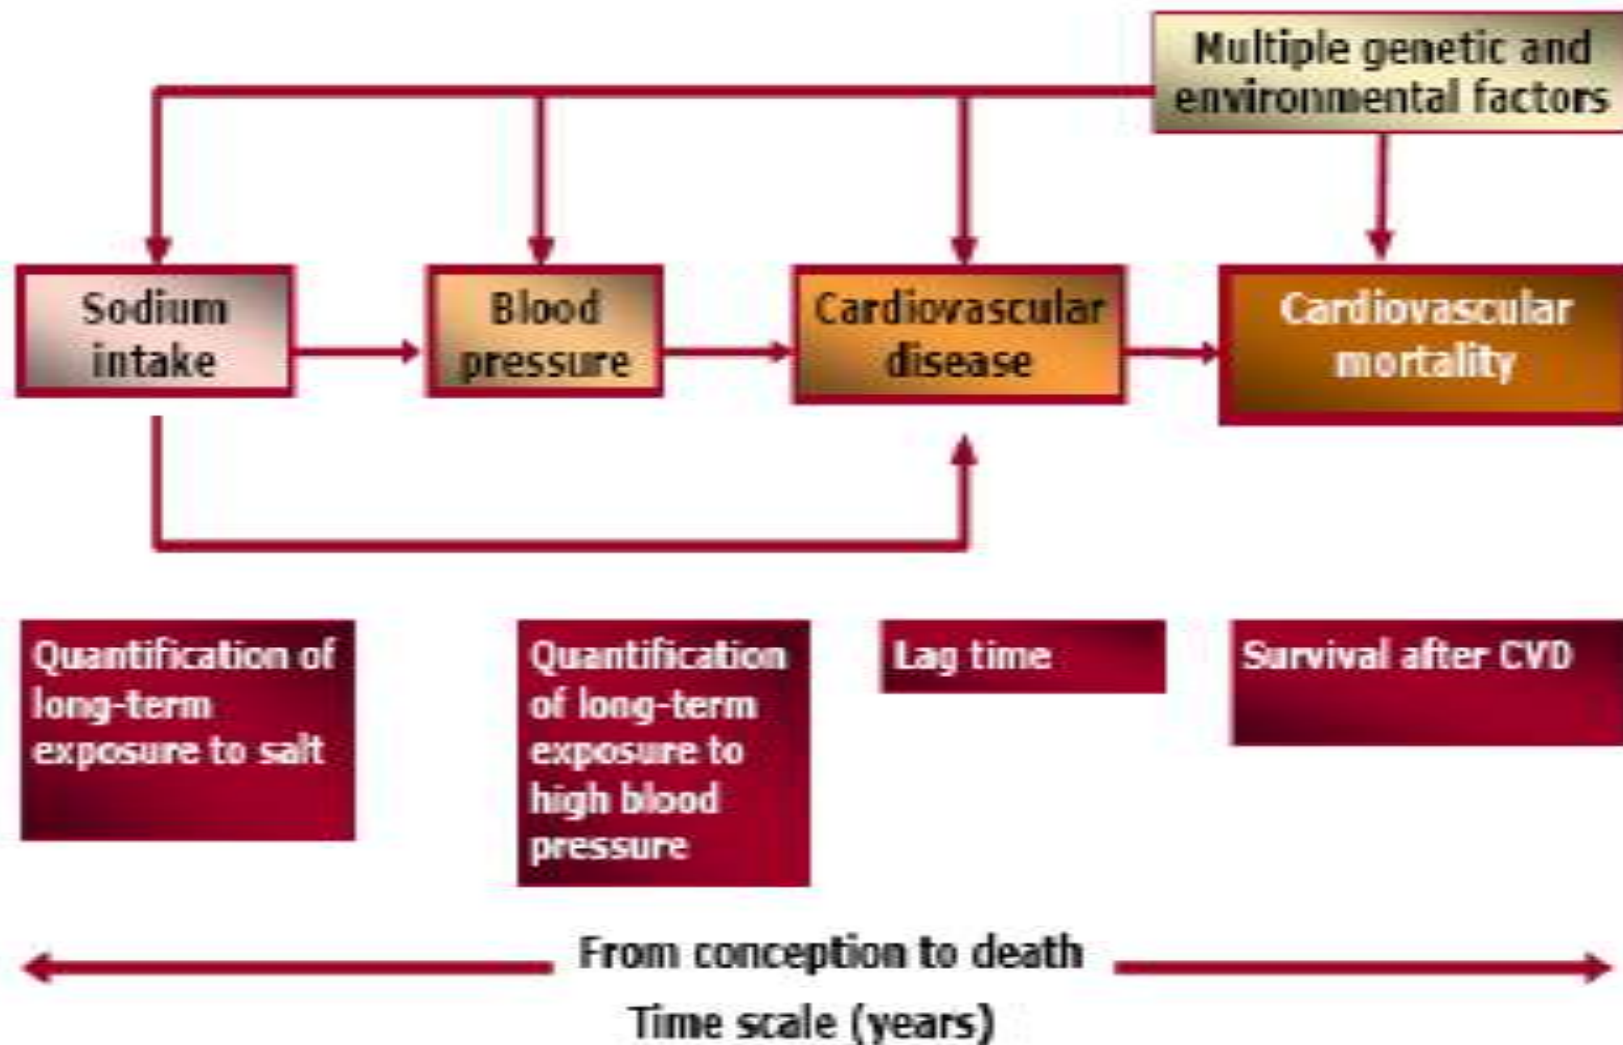 Multiple genetic and
environmental factors
Sodium
intake
Blood
pressure
Cardiovascular
disease
Cardiovascular
mortality
Quantification of
long-term
exposure to salt
Quantification
of long-term
exposure to
high blood
pressure
Lag time
Survival after CVD
From conception to death
Time scale (years)